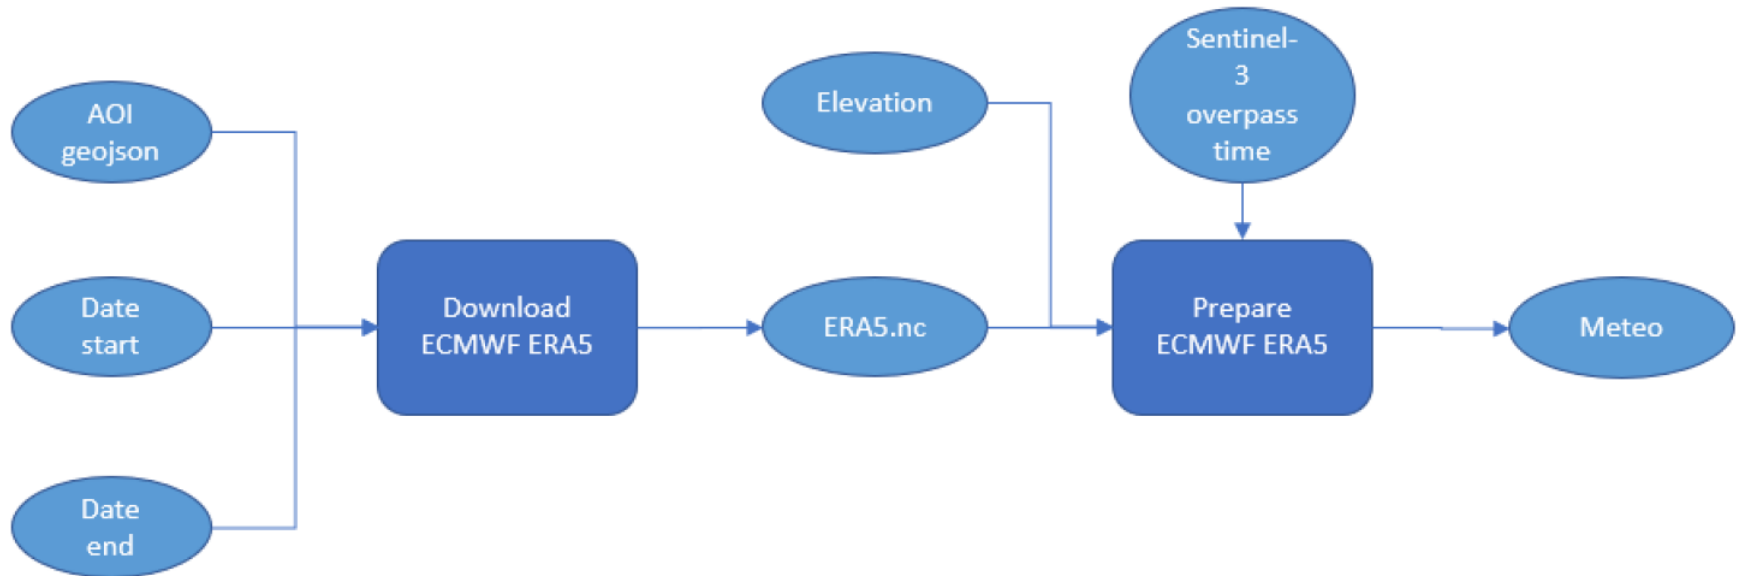 AOI
geojson
Date
start
Date
end
Download
ECMWF ERA5
Elevation
ERA5.nc
Sentinel-
3
overpass
time
Prepare
ECMWF ERA5
Meteo